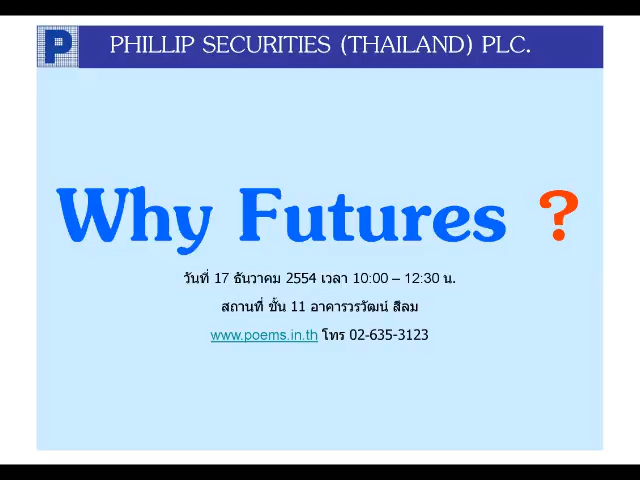 P
PHILLIP SECURITIES (THAILAND) PLC.
Why Futures ?
วันที่ 17 ธันวาคม 2554 เวลา 10:00 – 12:30 น.
สถานที่ ชั้น 11 อาคารวรวัฒน์ สีลม
www.poems.in.th โทร 02-635-3123